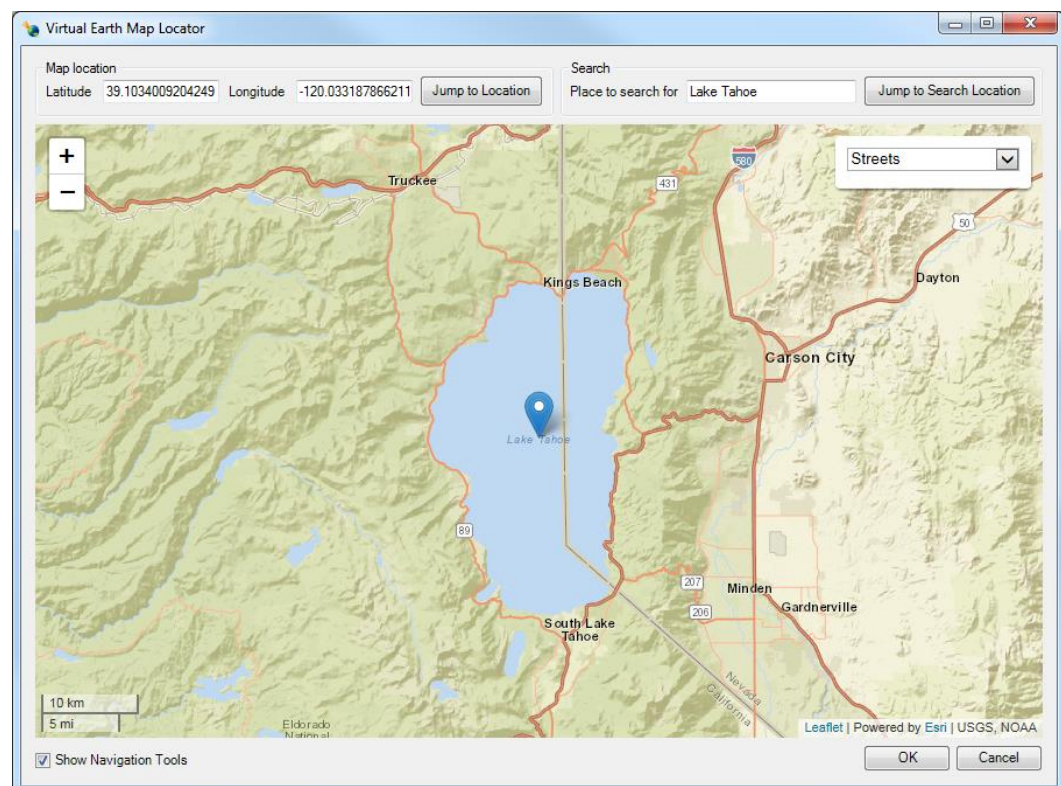 Virtual Earth Map Locator
Map location
Latitude 39.1034009204249 Longitude -120.033187866211 Jump to Location
Search
Place to search for Lake Tahoe Jump to Search Location
+
−
Streets
580
Truckee
431
50
Dayton
Kings Beach
Carson City
Lake Tahoe
89
207
Minden
206
Gardnerville
South Lake
Tahoe
Nevada
California
10 km
5 mi
Eldorado
National
Leaflet | Powered by Esri | USGS, NOAA
Show Navigation Tools
OK Cancel